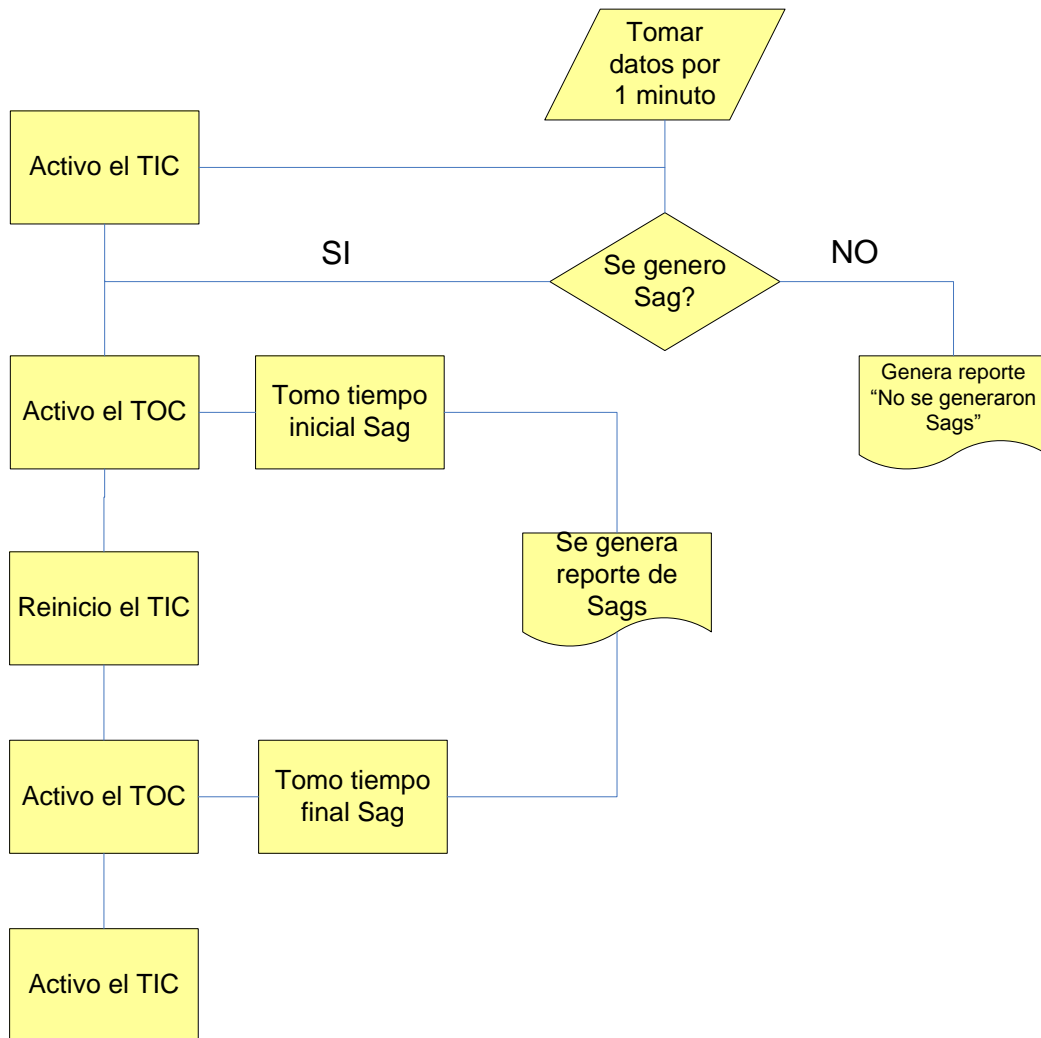 Tomar
datos por
1 minuto
Activo el TIC
SI
NO
Se genero
Sag?
Activo el TOC
Tomo tiempo
inicial Sag
Genera reporte
“No se generaron
Sags”
Se genera
reporte de
Sags
Reinicio el TIC
Activo el TOC
Tomo tiempo
final Sag
Activo el TIC